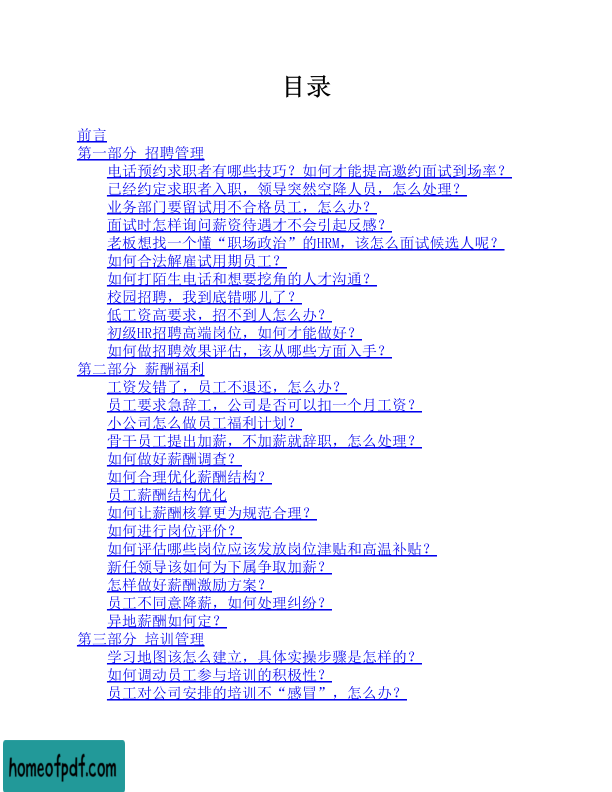 目录
前言
第一部分 招聘管理
电话预约求职者有哪些技巧？如何才能提高邀约面试到场率？
已经约定求职者入职，领导突然空降人员，怎么处理？
业务部门要留试用不合格员工，怎么办？
面试时怎样询问薪资待遇才不会引起反感？
老板想找一个懂“职场政治”的HRM，该怎么面试候选人呢？
如何合法解雇试用期员工？
如何打陌生电话和想要挖角的人才沟通？
校园招聘，我到底错哪儿了？
低工资高要求，招不到人怎么办？
初级HR招聘高端岗位，如何才能做好？
如何做招聘效果评估，该从哪些方面入手？
第二部分 薪酬福利
工资发错了，员工不退还，怎么办？
员工要求急辞工，公司是否可以扣一个月工资？
小公司怎么做员工福利计划？
骨干员工提出加薪，不加薪就辞职，怎么处理？
如何做好薪酬调查？
如何合理优化薪酬结构？
员工薪酬结构优化
如何让薪酬核算更为规范合理？
如何进行岗位评价？
如何评估哪些岗位应该发放岗位津贴和高温补贴？
新任领导该如何为下属争取加薪？
怎样做好薪酬激励方案？
员工不同意降薪，如何处理纠纷？
异地薪酬如何定？
第三部分 培训管理
学习地图该怎么建立，具体实操步骤是怎样的？
如何调动员工参与培训的积极性？
员工对公司安排的培训不“感冒”，怎么办？
homeofpdf.com